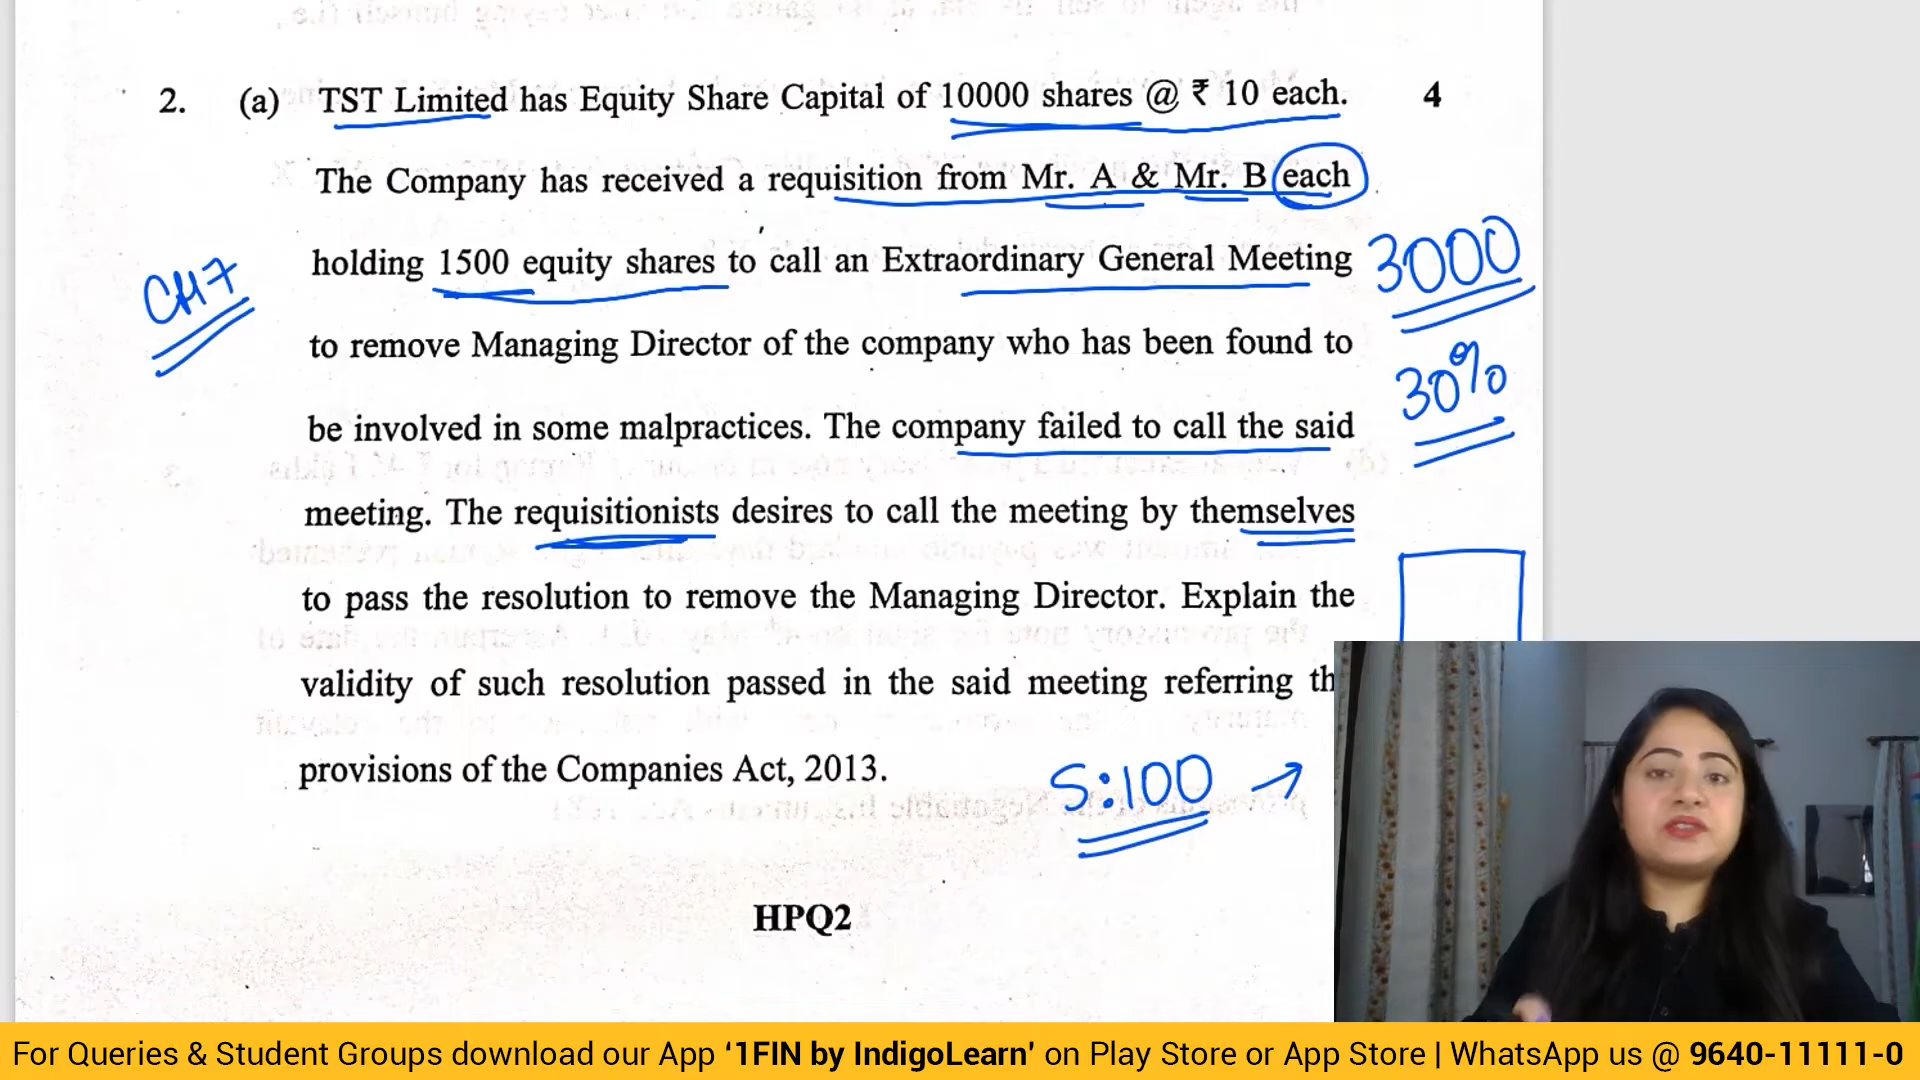 2. (a) TST Limited has Equity Share Capital of 10000 shares @ ₹ 10 each. 4
The Company has received a requisition from Mr. A & Mr. B each
holding 1500 equity shares to call an Extraordinary General Meeting
3000
CH7
to remove Managing Director of the company who has been found to
30%
be involved in some malpractices. The company failed to call the said
meeting. The requisitionists desires to call the meeting by themselves
to pass the resolution to remove the Managing Director. Explain the
validity of such resolution passed in the said meeting referring th
provisions of the Companies Act, 2013.
S:100 →
HPQ2
For Queries & Student Groups download our App ‘1FIN by IndigoLearn' on Play Store or App Store | WhatsApp us @ 9640-11111-0